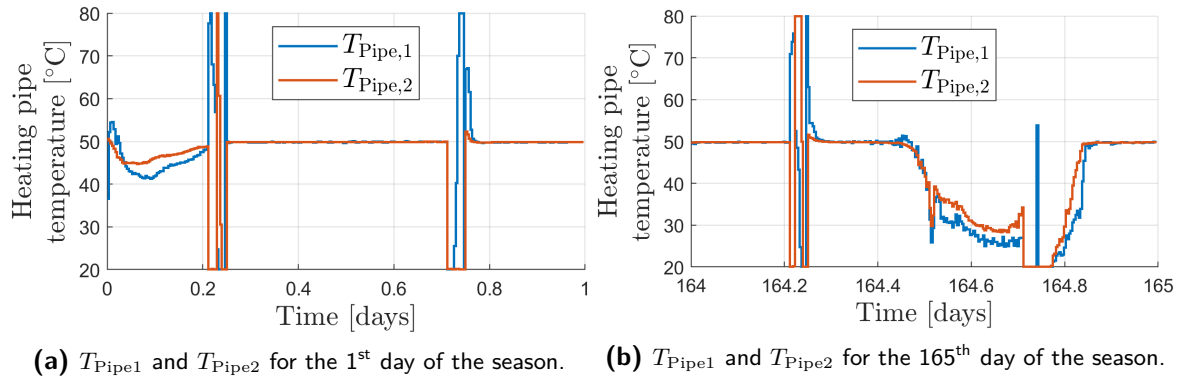 80
70
60
50
40
30
20
Heating pipe
temperature [°C]
T_Pipe,1
T_Pipe,2
0 0.2 0.4 0.6 0.8 1
Time [days]
(a) T_Pipe1 and T_Pipe2 for the 1st day of the season.
80
70
60
50
40
30
20
Heating pipe
temperature [°C]
T_Pipe,1
T_Pipe,2
164 164.2 164.4 164.6 164.8 165
Time [days]
(b) T_Pipe1 and T_Pipe2 for the 165th day of the season.